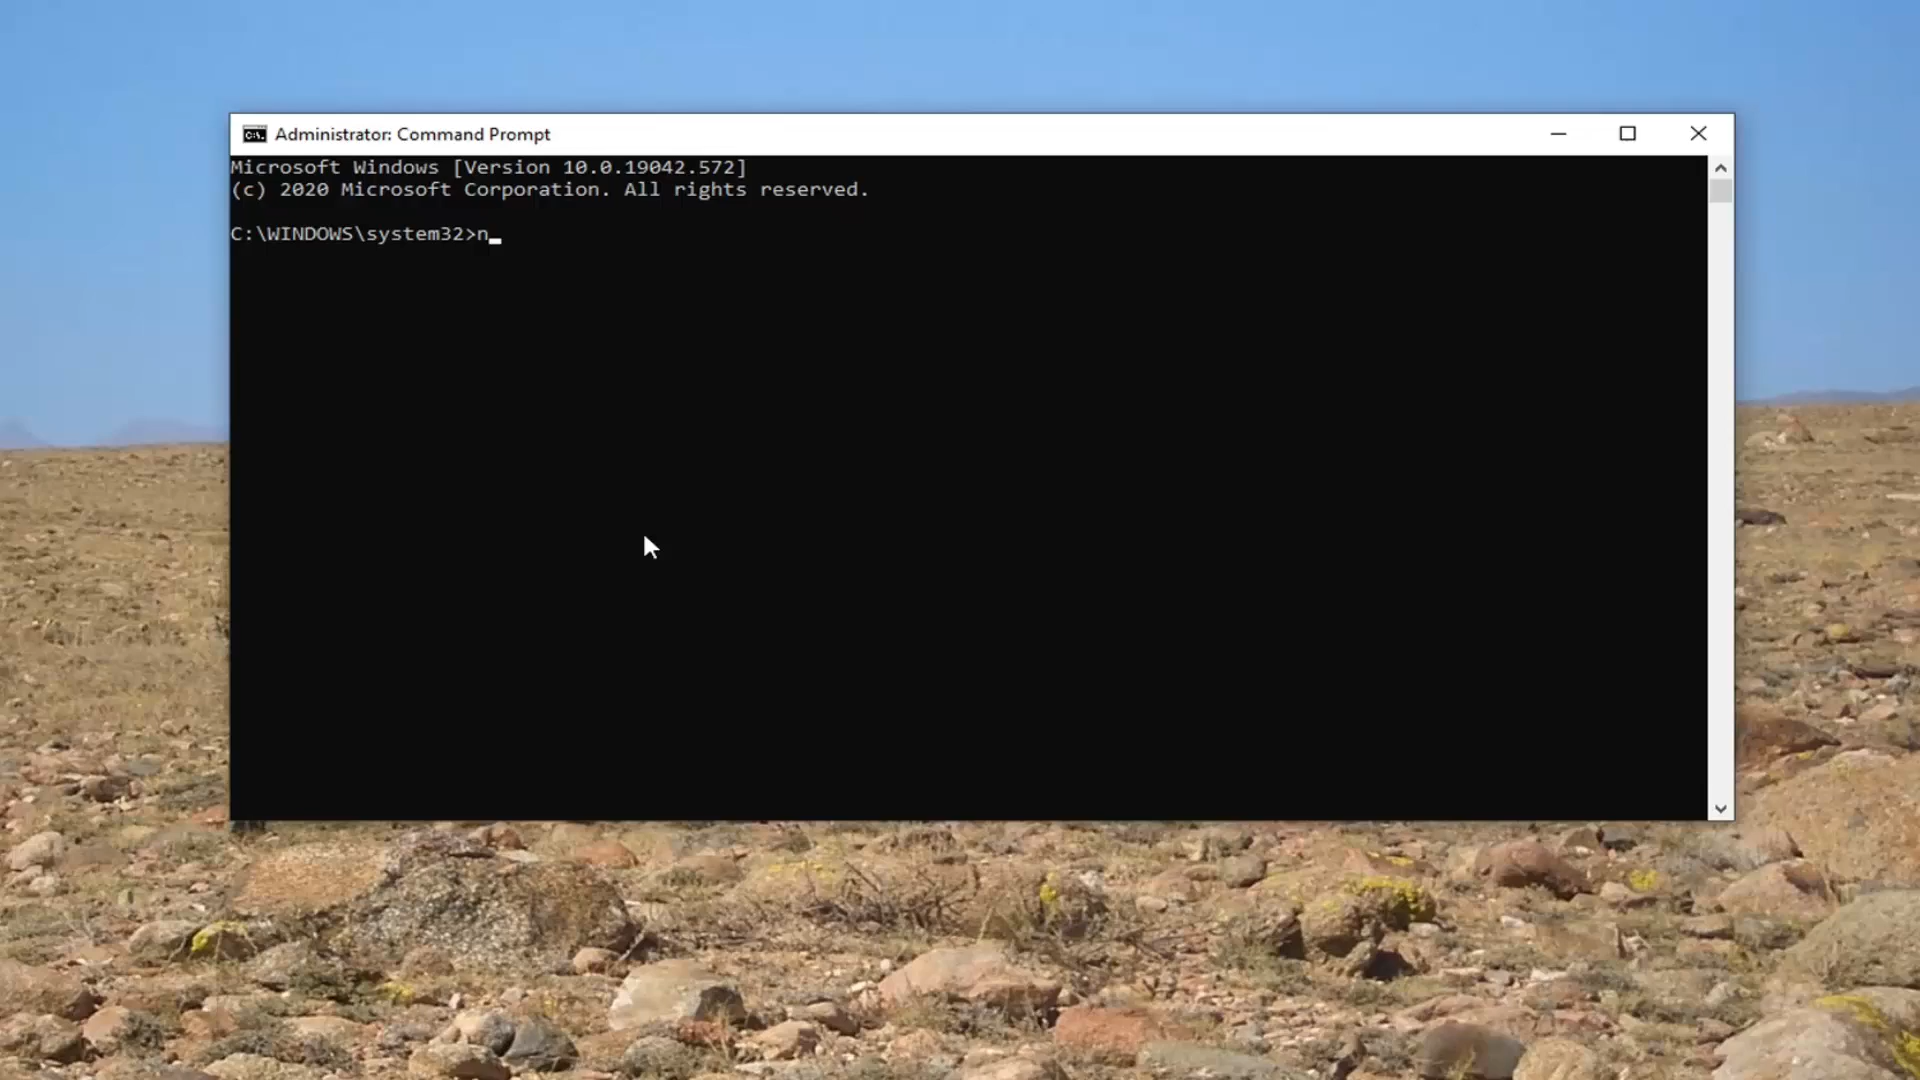 Administrator: Command Prompt
Microsoft Windows [Version 10.0.19042.572]
(c) 2020 Microsoft Corporation. All rights reserved.
C:\WINDOWS\system32>n